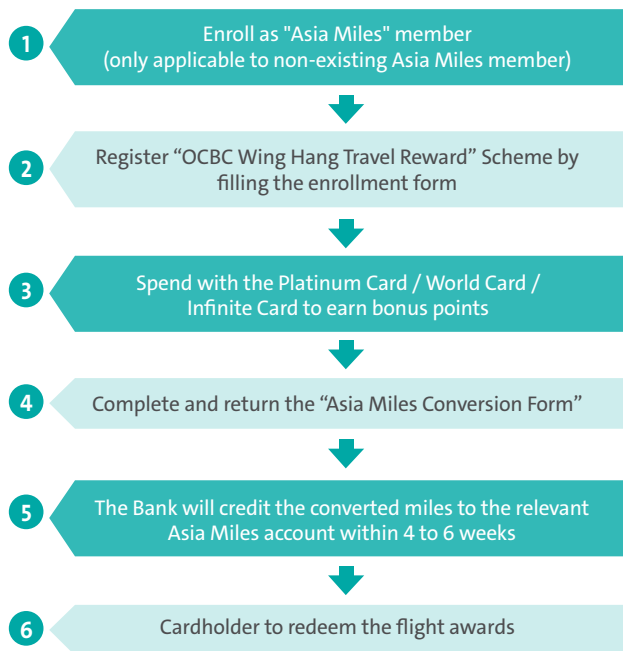 1
Enroll as "Asia Miles" member
(only applicable to non-existing Asia Miles member)
2
Register “OCBC Wing Hang Travel Reward” Scheme by
filling the enrollment form
3
Spend with the Platinum Card / World Card /
Infinite Card to earn bonus points
4
Complete and return the “Asia Miles Conversion Form”
5
The Bank will credit the converted miles to the relevant
Asia Miles account within 4 to 6 weeks
6
Cardholder to redeem the flight awards